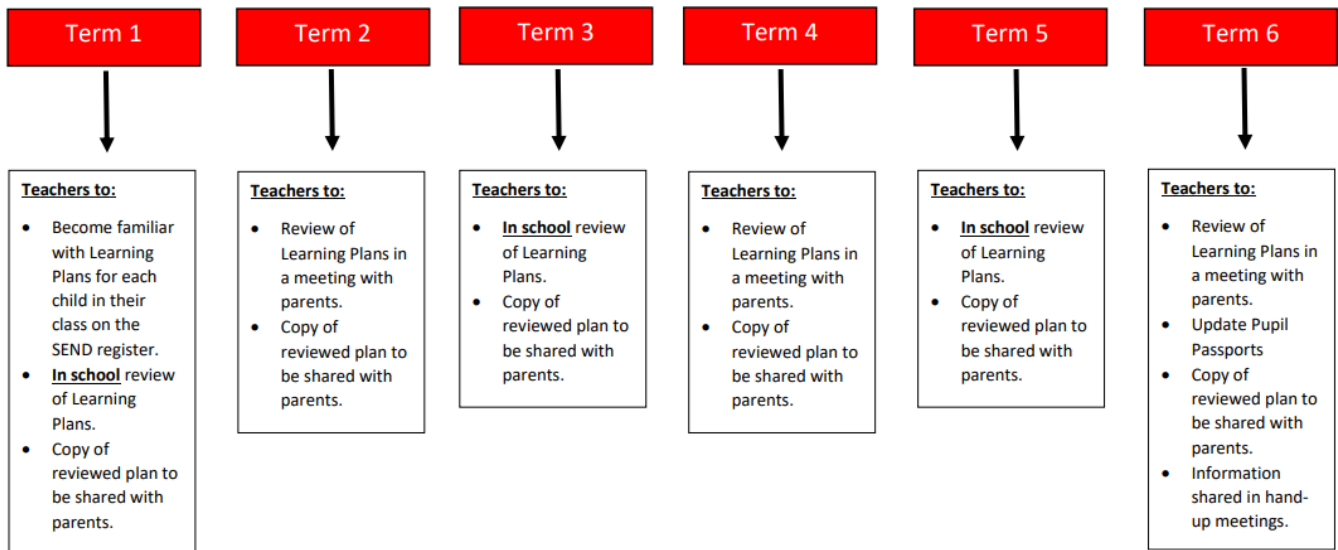 Term 1
Term 2
Term 3
Term 4
Term 5
Term 6
Teachers to:
• Become familiar
with Learning
Plans for each
child in their
class on the
SEND register.
• In school review
of Learning
Plans.
• Copy of
reviewed plan to
be shared with
parents.
Teachers to:
• Review of
Learning Plans in
a meeting with
parents.
• Copy of
reviewed plan to
be shared with
parents.
Teachers to:
• In school review
of Learning
Plans.
• Copy of
reviewed plan to
be shared with
parents.
Teachers to:
• Review of
Learning Plans in
a meeting with
parents.
• Copy of
reviewed plan to
be shared with
parents.
Teachers to:
• In school review
of Learning
Plans.
• Copy of
reviewed plan to
be shared with
parents.
Teachers to:
• Review of
Learning Plans in
a meeting with
parents.
• Update Pupil
Passports
• Copy of
reviewed plan to
be shared with
parents.
• Information
shared in hand-
up meetings.